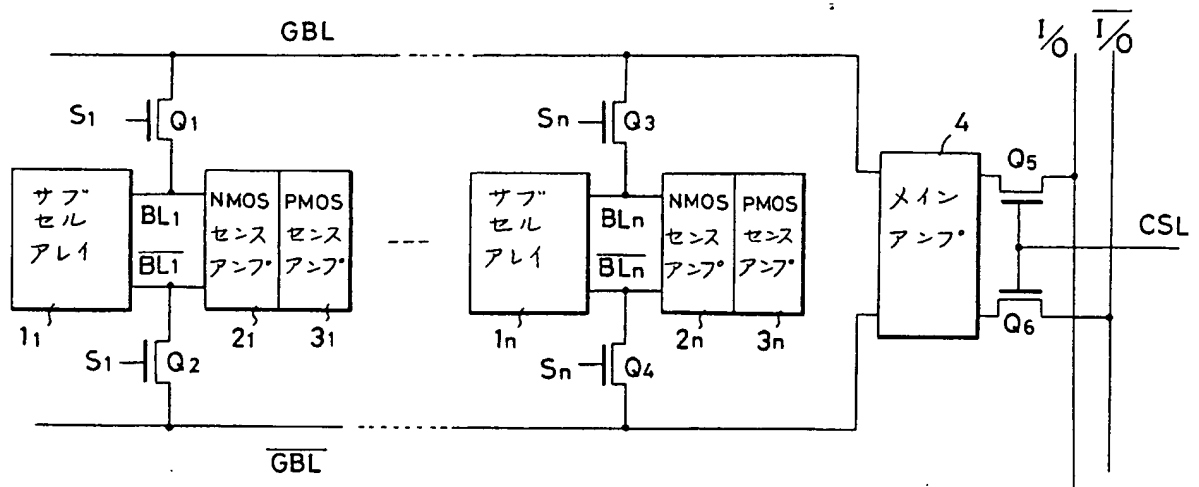 GBL
I/O
I/O
S1
Q1
Sn
Q3
4
Q5
サブ
セル
アレイ
BL1
BL1
NMOS
センス
アンプ
PMOS
センス
アンプ
サブ
セル
アレイ
BLn
BLn
NMOS
センス
アンプ
PMOS
センス
アンプ
メイン
アンプ
CSL
11
21
31
1n
2n
3n
Q6
S1
Q2
Sn
Q4
GBL